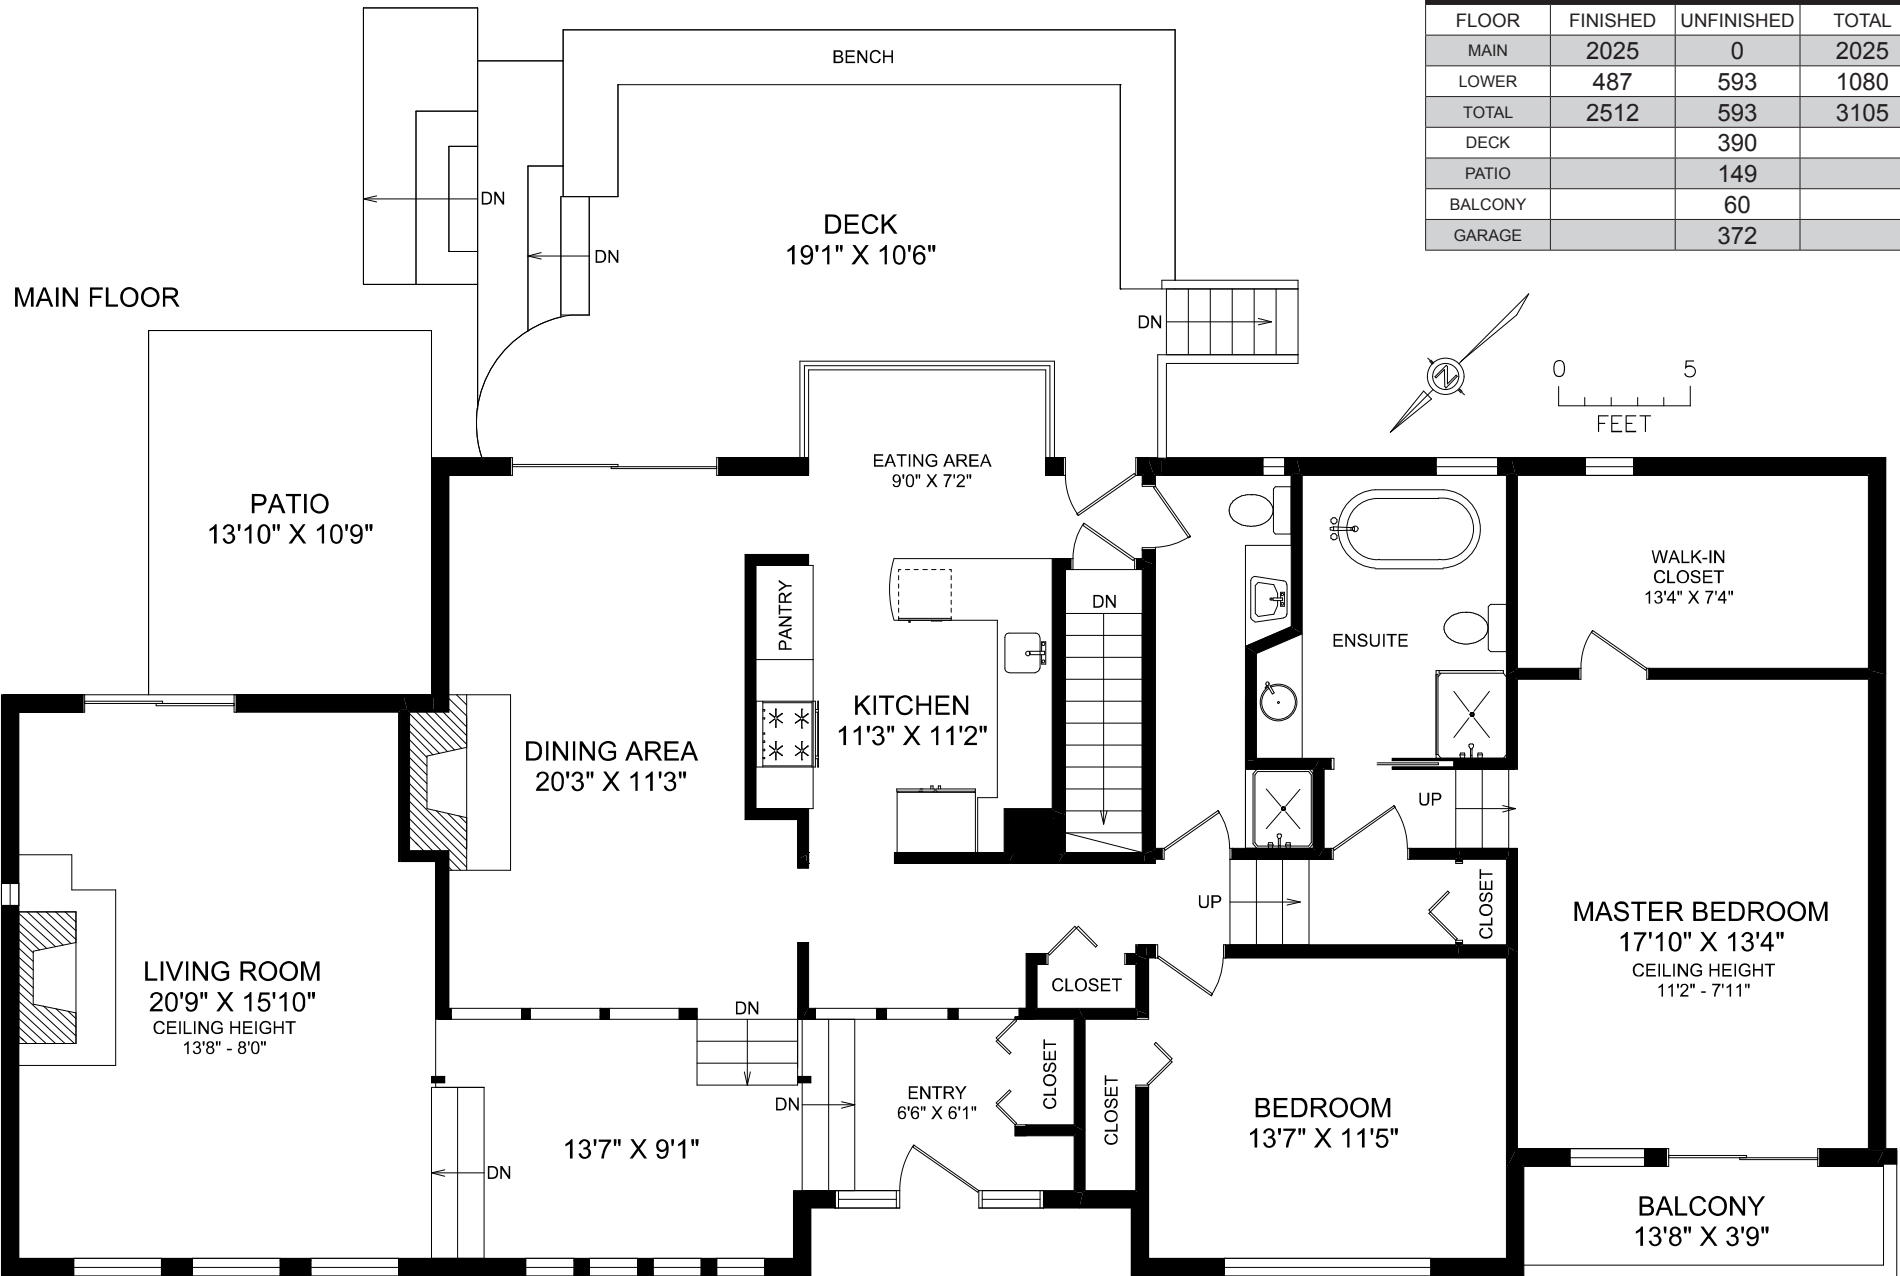 FLOOR FINISHED UNFINISHED TOTAL
MAIN 2025 0 2025
LOWER 487 593 1080
TOTAL 2512 593 3105
DECK 390
PATIO 149
BALCONY 60
GARAGE 372
BENCH
DN
DN
DECK
19'1" X 10'6"
MAIN FLOOR
DN
N
0 5
FEET
EATING AREA
9'0" X 7'2"
PATIO
13'10" X 10'9"
WALK-IN
CLOSET
13'4" X 7'4"
PANTRY
DN
ENSUITE
KITCHEN
11'3" X 11'2"
DINING AREA
20'3" X 11'3"
UP
UP
CLOSET
MASTER BEDROOM
17'10" X 13'4"
CEILING HEIGHT
11'2" - 7'11"
LIVING ROOM
20'9" X 15'10"
CEILING HEIGHT
13'8" - 8'0"
CLOSET
DN
CLOSET
CLOSET
DN
ENTRY
6'6" X 6'1"
BEDROOM
13'7" X 11'5"
13'7" X 9'1"
DN
BALCONY
13'8" X 3'9"